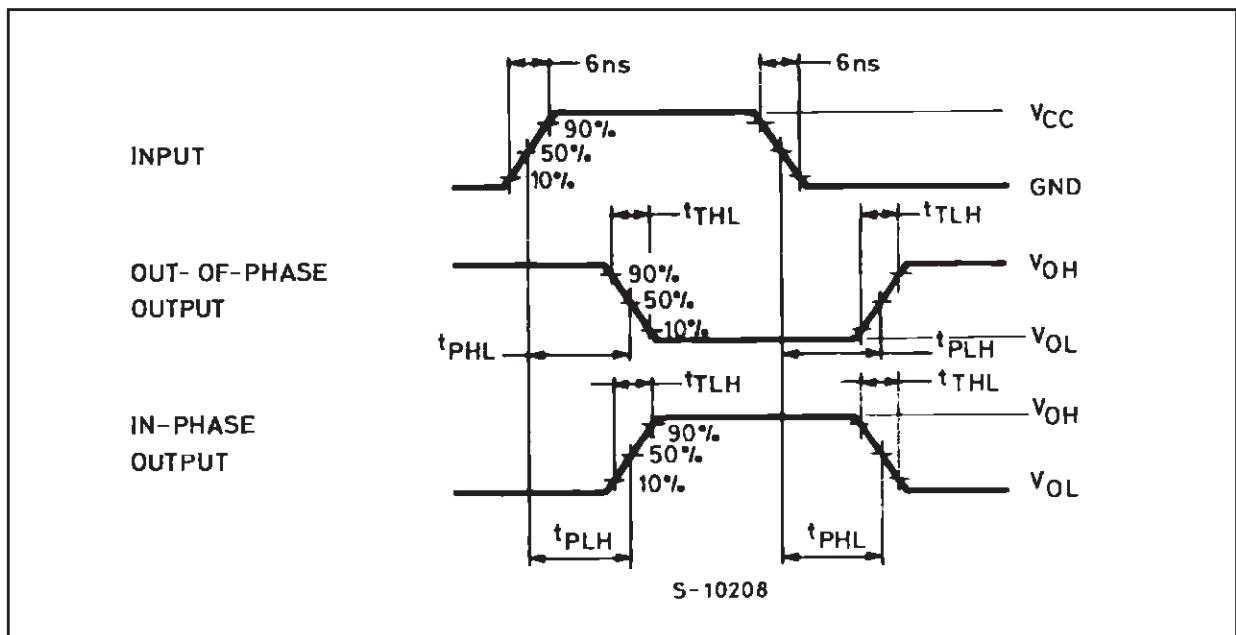 6ns 6ns
90% VCC
INPUT 50%
10% GND
tTHL tTLH
OUT-OF-PHASE 90% VOH
OUTPUT 50%
10%
tPHL tPLH VOL
tTLH tTHL
IN-PHASE 90% VOH
OUTPUT 50%
10% VOL
tPLH tPHL
S-10208